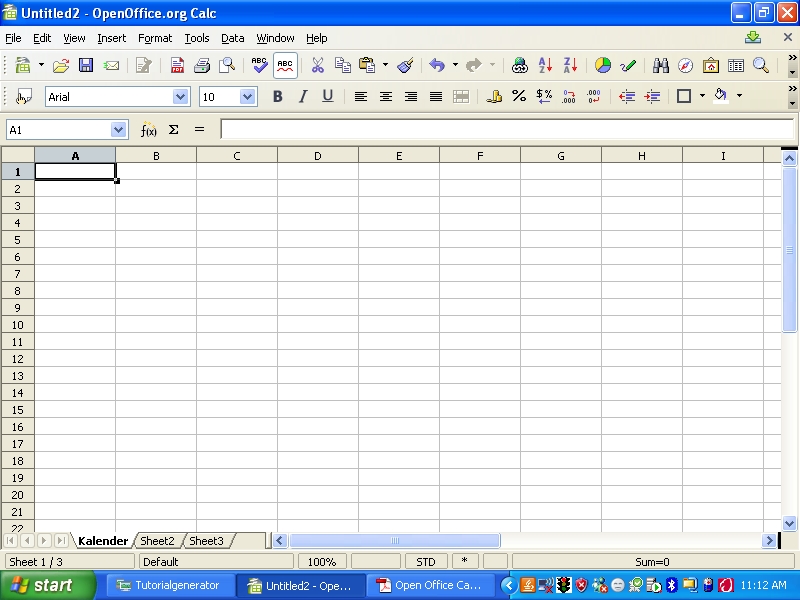 Untitled2 - OpenOffice.org Calc
File Edit View Insert Format Tools Data Window Help
Arial 10 B I U % $%
A1 f(x) Σ =
A B C D E F G H I
1
2
3
4
5
6
7
8
9
10
11
12
13
14
15
16
17
18
19
20
21
22
Kalender Sheet2 Sheet3
Sheet 1 / 3 Default 100% STD * Sum=0
start Tutorialgenerator Untitled2 - Ope... Open Office Ca... 11:12 AM